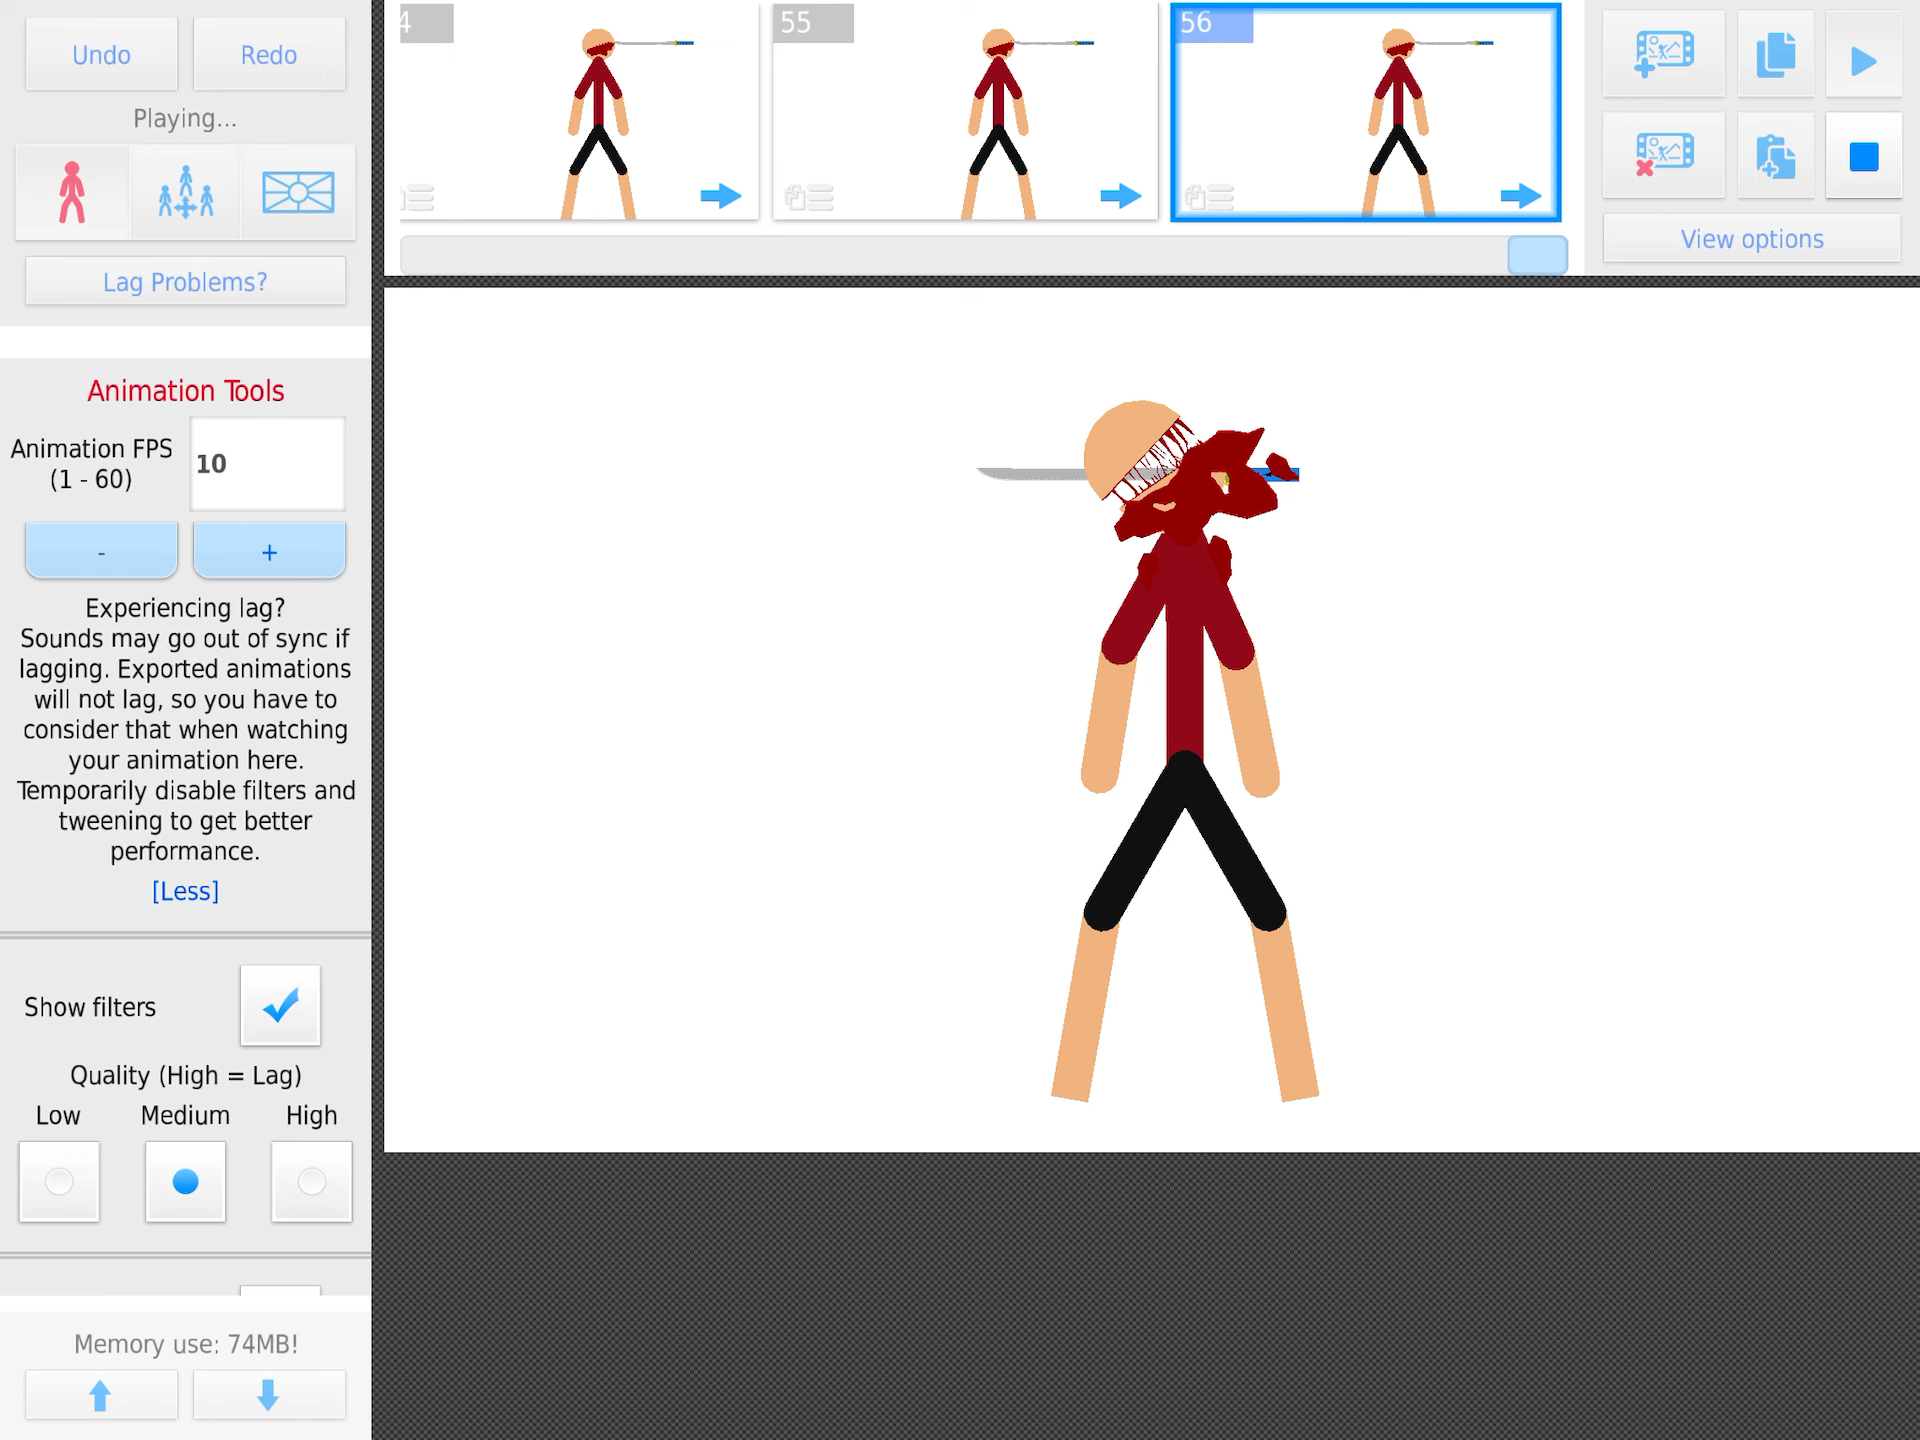 Undo
Redo
Playing...
Lag Problems?
Animation Tools
Animation FPS
(1 - 60)
10
-
+
Experiencing lag?
Sounds may go out of sync if
lagging. Exported animations
will not lag, so you have to
consider that when watching
your animation here.
Temporarily disable filters and
tweening to get better
performance.
[Less]
Show filters
Quality (High = Lag)
Low
Medium
High
Memory use: 74MB!
4
55
56
View options